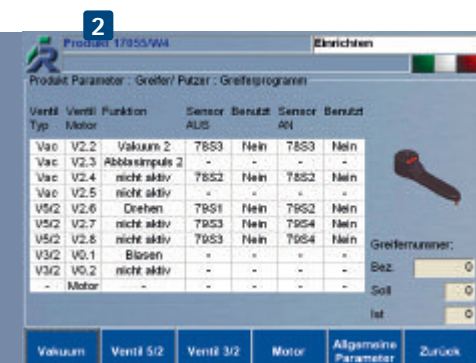 2
Produkt 17055/W4 Einrichten
Produkt Parameter : Greifer/ Putzer : Greiferprogramm
Ventil Ventil Funktion Sensor Benutzt Sensor Benutzt
Typ Motor AUS AN
Vac V2.2 Vakuum 2 78S3 Nein 78S3 Nein
Vac V2.3 Abblasimpuls 2 - - - -
Vac V2.4 nicht aktiv 78S2 Nein 78S2 Nein
Vac V2.5 nicht aktiv - - - -
V5/2 V2.6 Drehen 79S1 Nein 79S2 Nein
V5/2 V2.7 nicht aktiv 79S3 Nein 79S4 Nein
V5/2 V2.8 nicht aktiv 79S3 Nein 79S4 Nein
V3/2 V0.1 Blasen - - - -
V3/2 V0.2 nicht aktiv - - - -
- Motor - - - - -
Greifernummer:
Bez. 0
Soll 0
Ist 0
Vakuum Ventil 5/2 Ventil 3/2 Motor Allgemeine Parameter Zurück